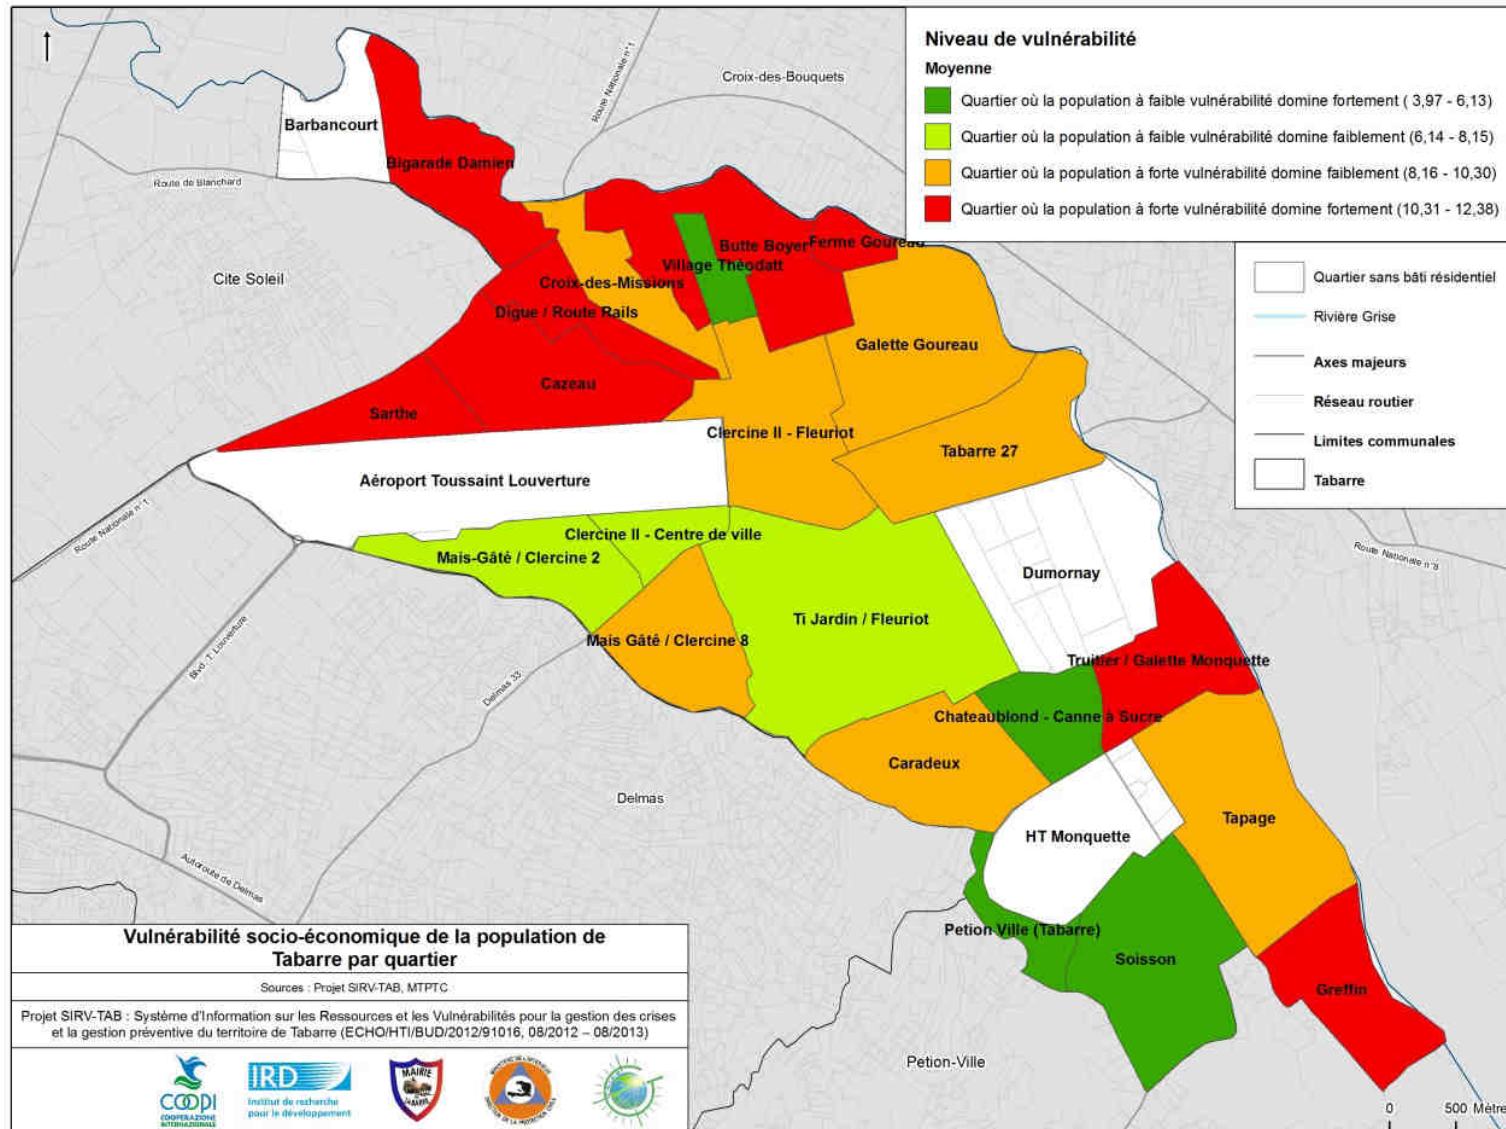 Niveau de vulnérabilité
Moyenne
Quartier où la population à faible vulnérabilité domine fortement ( 3,97 - 6,13)
Quartier où la population à faible vulnérabilité domine faiblement (6,14 - 8,15)
Quartier où la population à forte vulnérabilité domine faiblement (8,16 - 10,30)
Quartier où la population à forte vulnérabilité domine fortement (10,31 - 12,38)
Quartier sans bâti résidentiel
Rivière Grise
Axes majeurs
Réseau routier
Limites communales
Tabarre
Croix-des-Bouquets
Route Nationale n°1
Barbancourt
Bigarade Damien
Route de Blanchard
Cite Soleil
Butte Boyer
Ferme Goureau
Village Théodatt
Croix-des-Missions
Digue / Route Rails
Galette Goureau
Cazeau
Sarthe
Clercine II - Fleuriot
Tabarre 27
Aéroport Toussaint Louverture
Route Nationale n°1
Clercine II - Centre de ville
Mais-Gâté / Clercine 2
Route Nationale n°8
Dumornay
Ti Jardin / Fleuriot
Mais Gâté / Clercine 8
Blvd. T. Louverture
Truitier / Galette Monquette
Delmas 33
Chateaublond - Canne à Sucre
Caradeux
Delmas
Tapage
HT Monquette
Autoroute de Delmas
Petion Ville (Tabarre)
Soisson
Greffin
Petion-Ville
Vulnérabilité socio-économique de la population de
Tabarre par quartier
Sources : Projet SIRV-TAB, MTPTC
Projet SIRV-TAB : Système d'Information sur les Ressources et les Vulnérabilités pour la gestion des crises
et la gestion préventive du territoire de Tabarre (ECHO/HTI/BUD/2012/91016, 08/2012 – 08/2013)
COOPI
COOPERAZIONE
INTERNAZIONALE
IRD
Institut de recherche
pour le développement
MAIRIE
0 500 Mètre